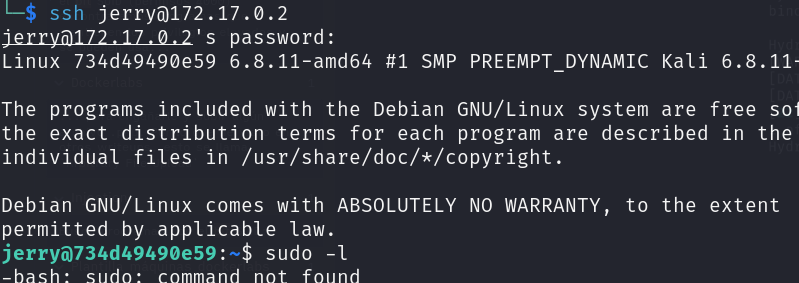 └─$ ssh jerry@172.17.0.2
jerry@172.17.0.2's password:
Linux 734d49490e59 6.8.11-amd64 #1 SMP PREEMPT_DYNAMIC Kali 6.8.11-
The programs included with the Debian GNU/Linux system are free sof
the exact distribution terms for each program are described in the
individual files in /usr/share/doc/*/copyright.
Debian GNU/Linux comes with ABSOLUTELY NO WARRANTY, to the extent
permitted by applicable law.
jerry@734d49490e59:~$ sudo -l
-bash: sudo: command not found